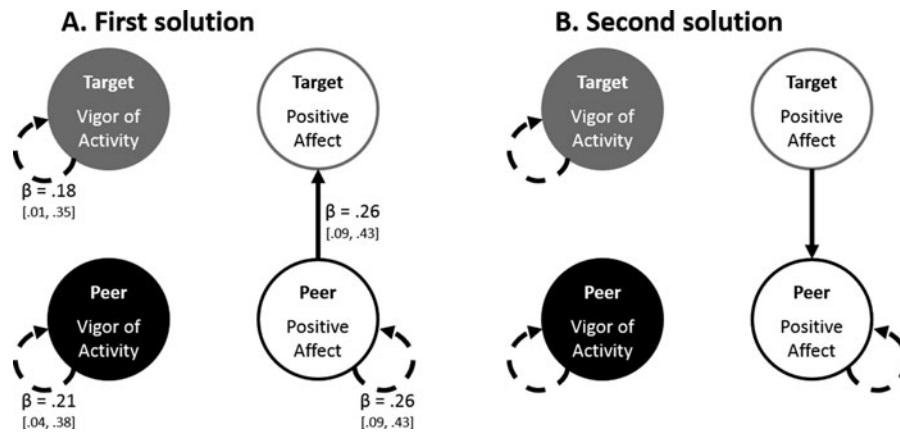 A. First solution
B. Second solution
Target
Vigor of
Activity
Target
Positive
Affect
Target
Vigor of
Activity
Target
Positive
Affect
β = .18
[.01, .35]
β = .26
[.09, .43]
Peer
Vigor of
Activity
Peer
Positive
Affect
Peer
Vigor of
Activity
Peer
Positive
Affect
β = .21
[.04, .38]
β = .26
[.09, .43]